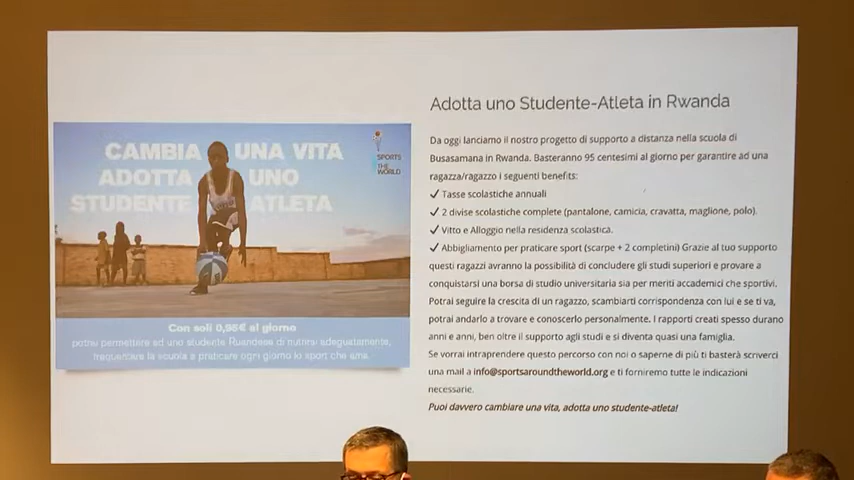 CAMBIA UNA VITA
ADOTTA UNO
STUDENTE ATLETA
SPORTS
THE
WORLD
Con soli 0,95€ al giorno
potrai permettere ad uno studente Ruandese di nutrirsi adeguatamente,
frequentare la scuola e praticare ogni giorno lo sport che ama.
Adotta uno Studente-Atleta in Rwanda
Da oggi lanciamo il nostro progetto di supporto a distanza nella scuola di
Busasamana in Rwanda. Basteranno 95 centesimi al giorno per garantire ad una
ragazza/ragazzo i seguenti benefits:
✓ Tasse scolastiche annuali
✓ 2 divise scolastiche complete (pantalone, camicia, cravatta, maglione, polo).
✓ Vitto e Alloggio nella residenza scolastica.
✓ Abbigliamento per praticare sport (scarpe + 2 completini) Grazie al tuo supporto
questi ragazzi avranno la possibilità di concludere gli studi superiori e provare a
conquistarsi una borsa di studio universitaria sia per meriti accademici che sportivi.
Potrai seguire la crescita di un ragazzo, scambiarti corrispondenza con lui e se ti va,
potrai andarlo a trovare e conoscerlo personalmente. I rapporti creati spesso durano
anni e anni, ben oltre il supporto agli studi e si diventa quasi una famiglia.
Se vorrai intraprendere questo percorso con noi o saperne di più ti basterà scriverci
una mail a info@sportsaroundtheworld.org e ti forniremo tutte le indicazioni
necessarie.
Puoi davvero cambiare una vita, adotta uno studente-atleta!